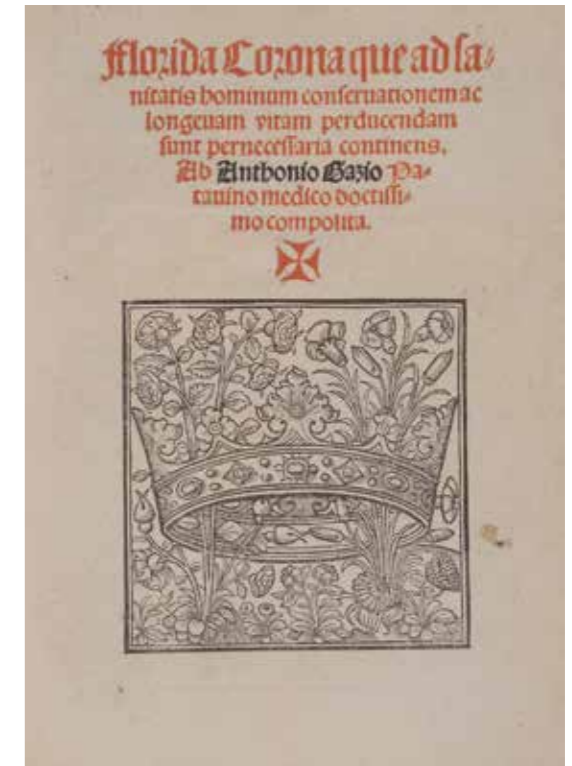 Florida Corona que ad sa-
nitatis hominum conseruationem ac
longeuam vitam perducendam
sunt pernecessaria continens.
Ab Anthonio Gazio Pa-
tauino medico doctissi-
mo composita.